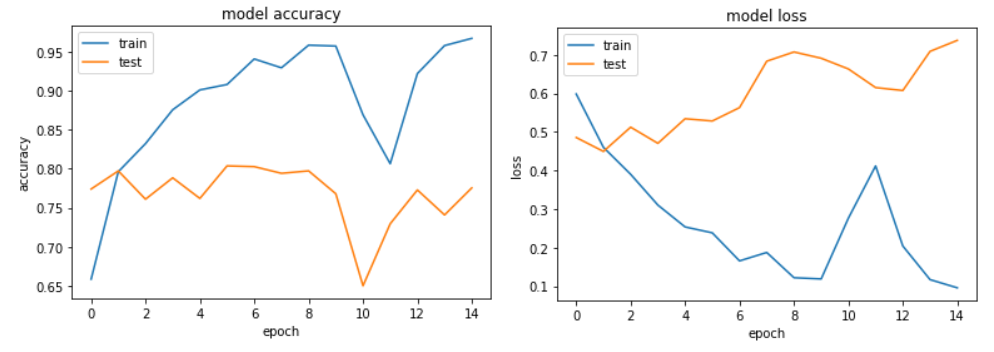 model accuracy
train
test
0.95
0.90
0.85
0.80
0.75
0.70
0.65
accuracy
0 2 4 6 8 10 12 14
epoch
model loss
train
test
0.7
0.6
0.5
0.4
0.3
0.2
0.1
loss
0 2 4 6 8 10 12 14
epoch